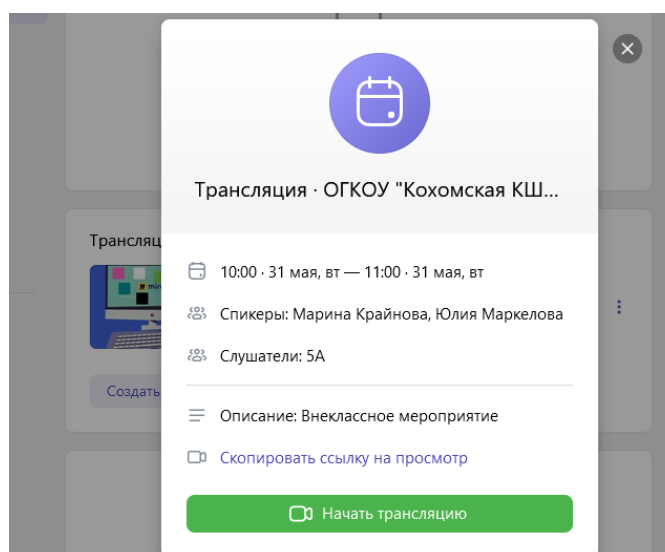 Трансляция · ОГКОУ "Кохомская КШ...
Трансляц
10:00 · 31 мая, вт — 11:00 · 31 мая, вт
Спикеры: Марина Крайнова, Юлия Маркелова
Слушатели: 5А
Создать
Описание: Внеклассное мероприятие
Скопировать ссылку на просмотр
Начать трансляцию